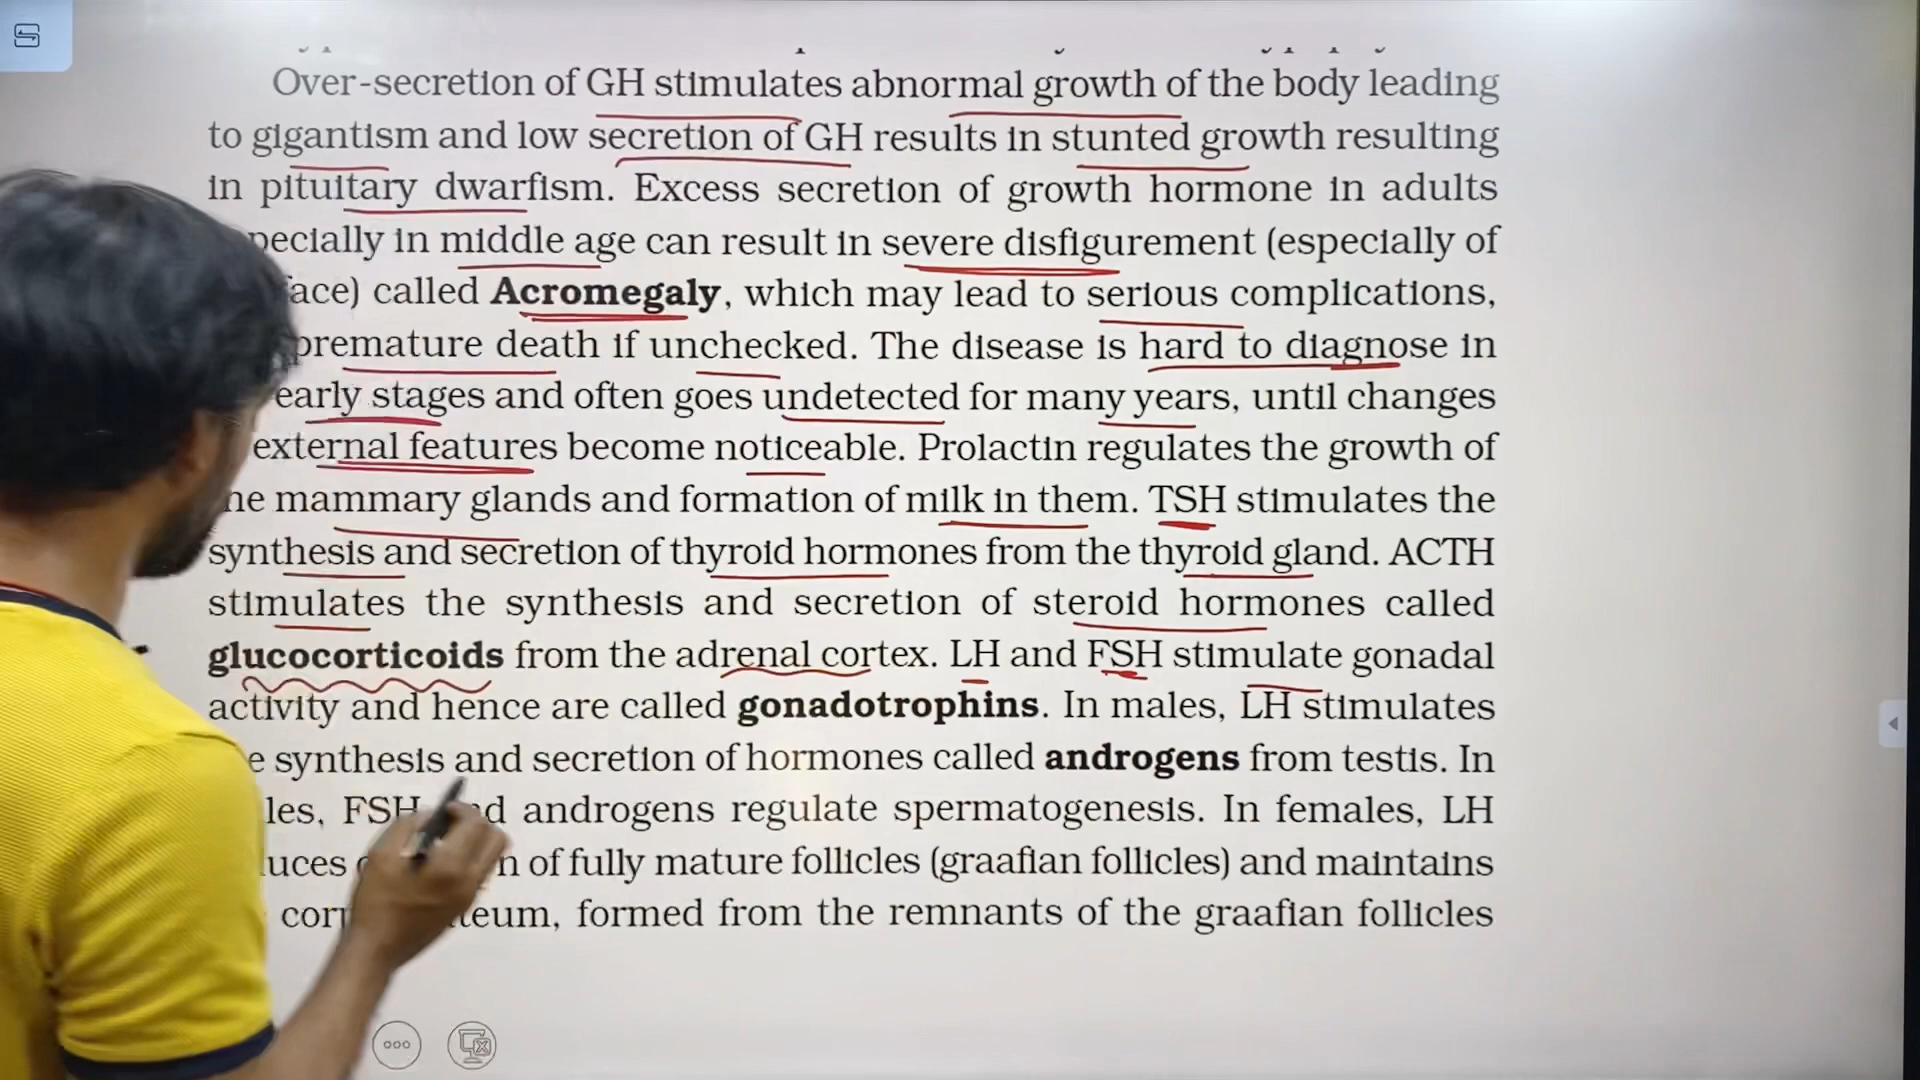 Over-secretion of GH stimulates abnormal growth of the body leading
to gigantism and low secretion of GH results in stunted growth resulting
in pituitary dwarfism. Excess secretion of growth hormone in adults
in middle age can result in severe disfigurement (especially of
called Acromegaly, which may lead to serious complications,
premature death if unchecked. The disease is hard to diagnose in
early stages and often goes undetected for many years, until changes
external features become noticeable. Prolactin regulates the growth of
mammary glands and formation of milk in them. TSH stimulates the
synthesis and secretion of thyroid hormones from the thyroid gland. ACTH
stimulates the synthesis and secretion of steroid hormones called
glucocorticoids from the adrenal cortex. LH and FSH stimulate gonadal
activity and hence are called gonadotrophins. In males, LH stimulates
synthesis and secretion of hormones called androgens from testis. In
FSH androgens regulate spermatogenesis. In females, LH
of fully mature follicles (graafian follicles) and maintains
formed from the remnants of the graafian follicles